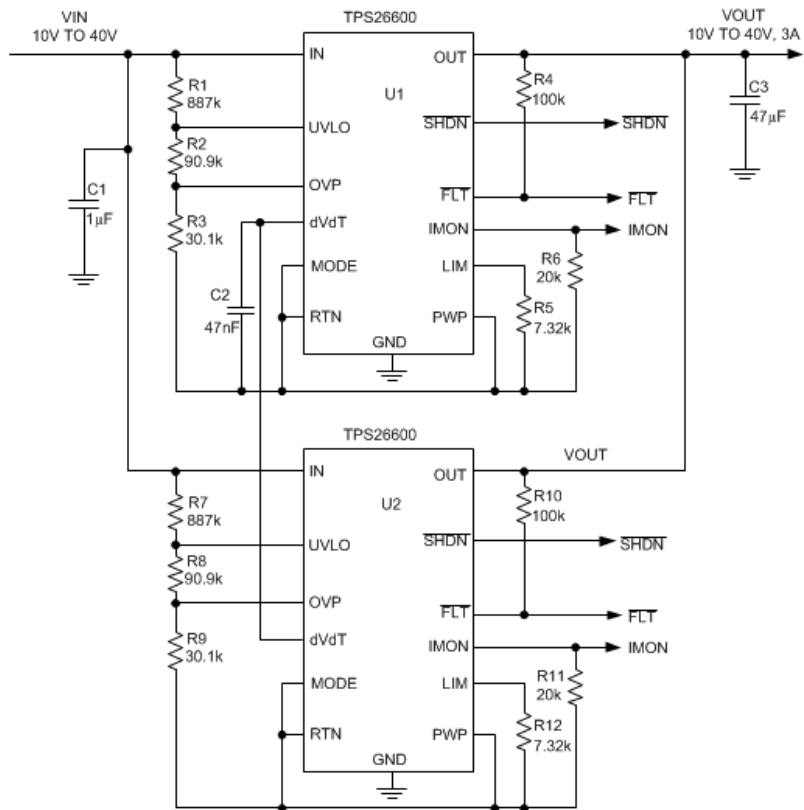 VIN
10V TO 40V
TPS26600
VOUT
10V TO 40V, 3A
IN
OUT
R1
887k
R4
100k
C3
47µF
U1
UVLO
SHDN
SHDN
R2
90.9k
OVP
FLT
FLT
C1
1µF
R3
30.1k
dVdT
IMON
IMON
MODE
LIM
R6
20k
C2
47nF
RTN
PWP
R5
7.32k
GND
TPS26600
VOUT
IN
OUT
R7
887k
R10
100k
U2
UVLO
SHDN
SHDN
R8
90.9k
OVP
FLT
FLT
R9
30.1k
dVdT
IMON
IMON
MODE
LIM
R11
20k
RTN
PWP
R12
7.32k
GND